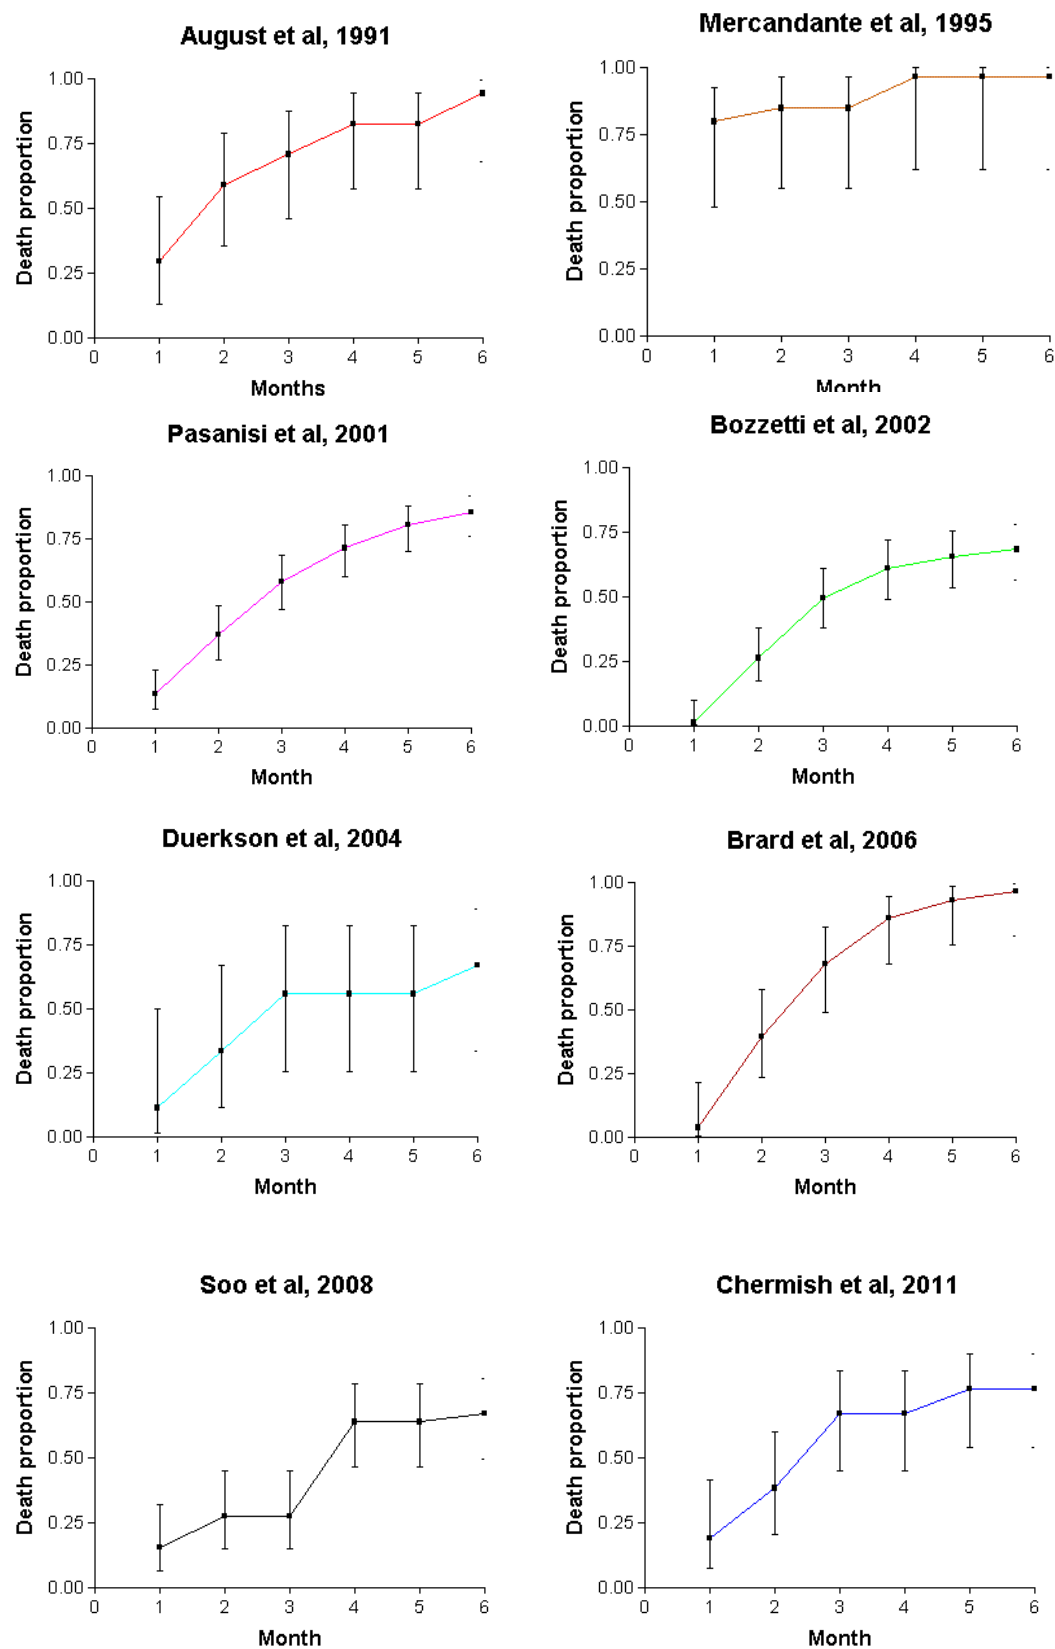 August et al, 1991
Death proportion
1.00
0.75
0.50
0.25
0.00
0 1 2 3 4 5 6
Months
Mercandante et al, 1995
Death proportion
1.00
0.75
0.50
0.25
0.00
0 1 2 3 4 5 6
Month
Pasanisi et al, 2001
Death proportion
1.00
0.75
0.50
0.25
0.00
0 1 2 3 4 5 6
Month
Bozzetti et al, 2002
Death proportion
1.00
0.75
0.50
0.25
0.00
0 1 2 3 4 5 6
Month
Duerkson et al, 2004
Death proportion
1.00
0.75
0.50
0.25
0.00
0 1 2 3 4 5 6
Month
Brard et al, 2006
Death proportion
1.00
0.75
0.50
0.25
0.00
0 1 2 3 4 5 6
Month
Soo et al, 2008
Death proportion
1.00
0.75
0.50
0.25
0.00
0 1 2 3 4 5 6
Month
Chermish et al, 2011
Death proportion
1.00
0.75
0.50
0.25
0.00
0 1 2 3 4 5 6
Month